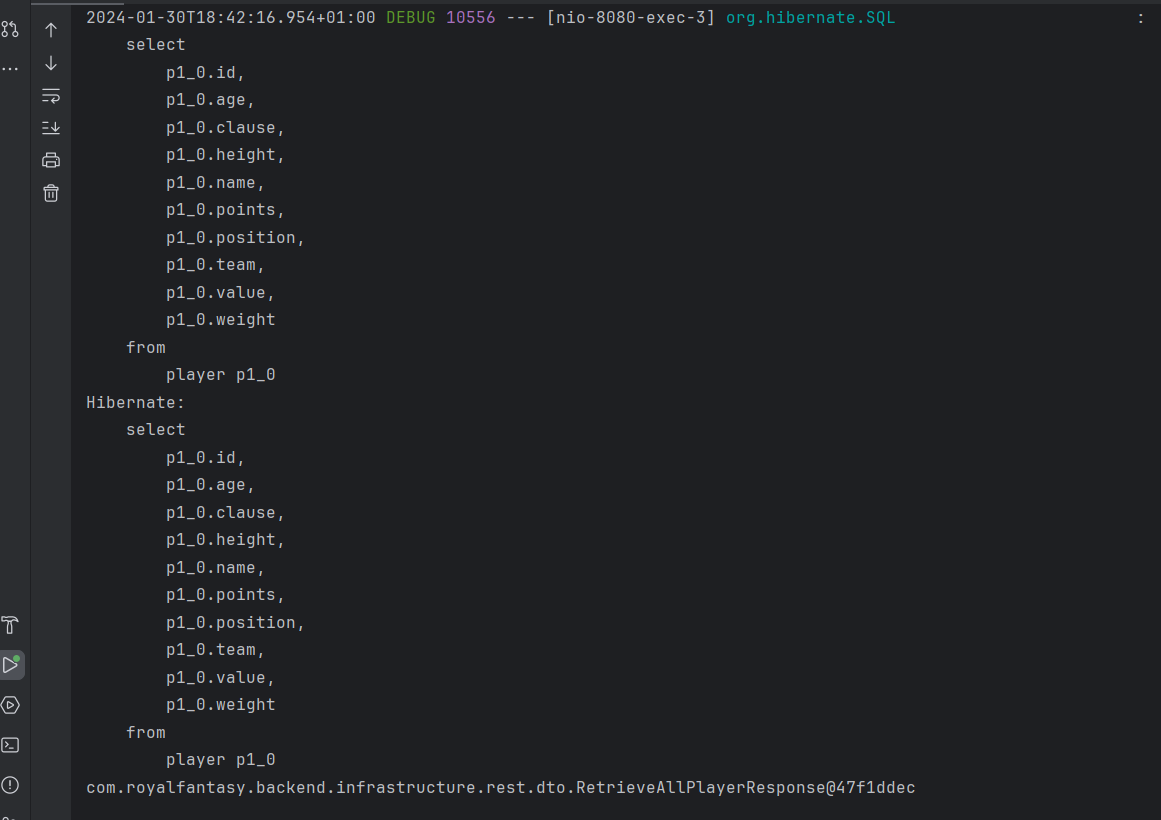 2024-01-30T18:42:16.954+01:00 DEBUG 10556 --- [nio-8080-exec-3] org.hibernate.SQL                        :
    select
        p1_0.id,
        p1_0.age,
        p1_0.clause,
        p1_0.height,
        p1_0.name,
        p1_0.points,
        p1_0.position,
        p1_0.team,
        p1_0.value,
        p1_0.weight
    from
        player p1_0
Hibernate:
    select
        p1_0.id,
        p1_0.age,
        p1_0.clause,
        p1_0.height,
        p1_0.name,
        p1_0.points,
        p1_0.position,
        p1_0.team,
        p1_0.value,
        p1_0.weight
    from
        player p1_0
com.royalfantasy.backend.infrastructure.rest.dto.RetrieveAllPlayerResponse@47f1ddec